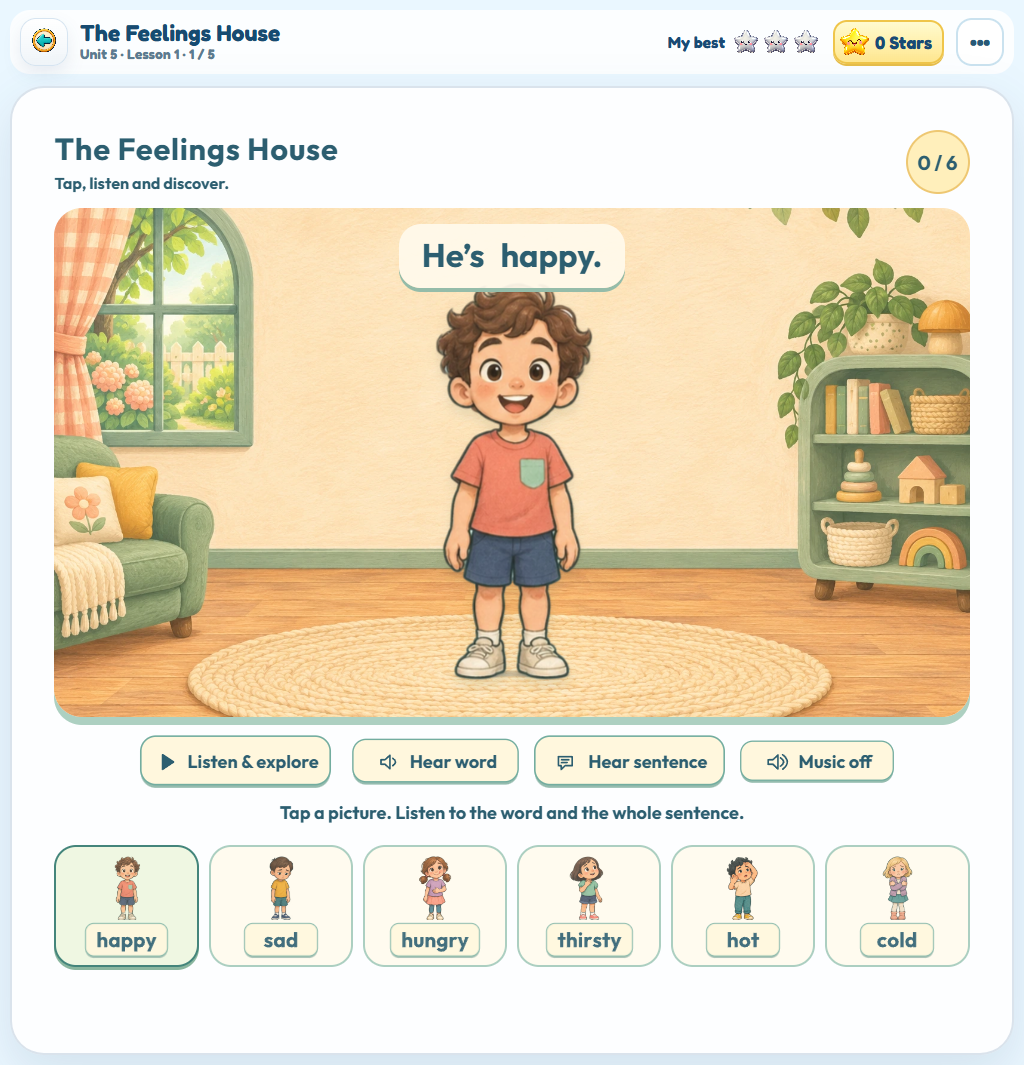 The Feelings House
Unit 5 · Lesson 1 · 1 / 5
My best
0 Stars
The Feelings House
Tap, listen and discover.
0 / 6
He’s happy.
Listen & explore
Hear word
Hear sentence
Music off
Tap a picture. Listen to the word and the whole sentence.
happy
sad
hungry
thirsty
hot
cold